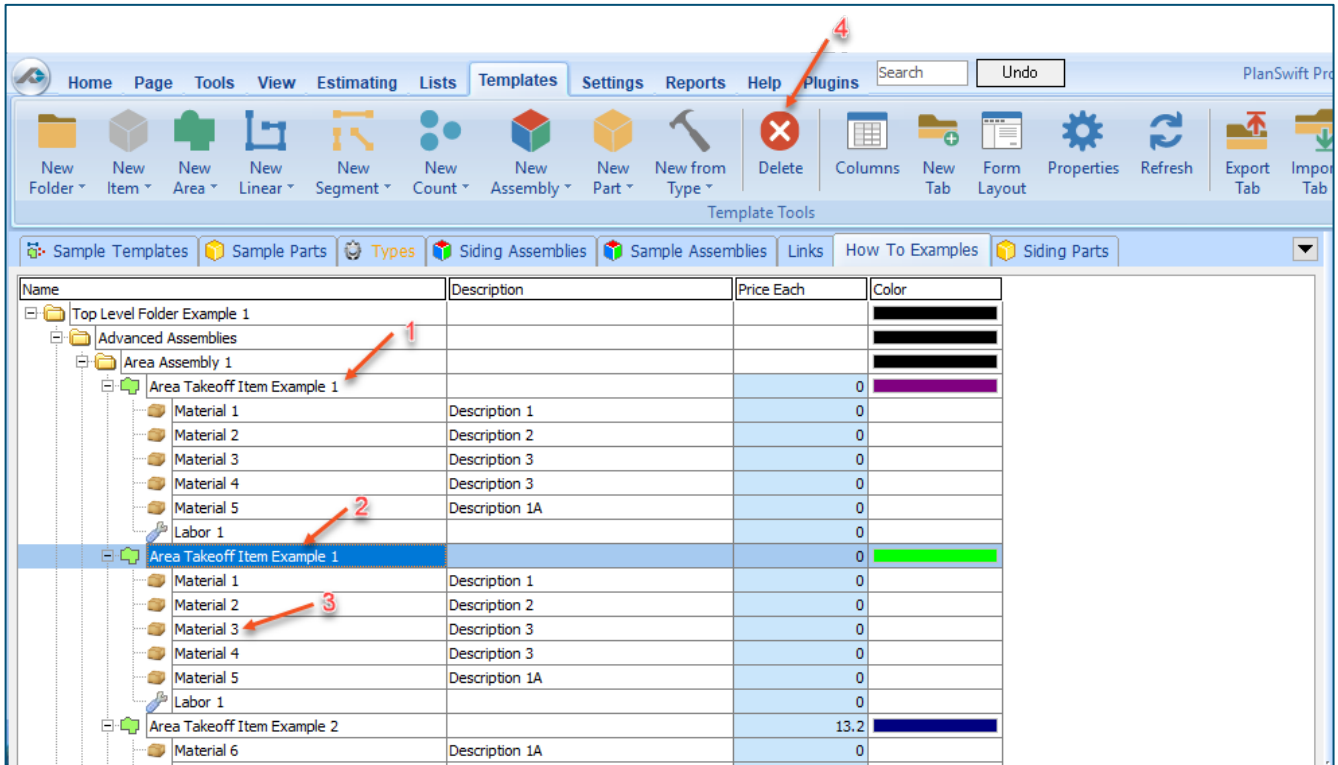 4
Home Page Tools View Estimating Lists Templates Settings Reports Help Plugins Search Undo PlanSwift Pro
New Folder New Item New Area New Linear New Segment New Count New Assembly New Part New from Type Delete Columns New Tab Form Layout Properties Refresh Export Tab Impor Tab
Template Tools
Sample Templates Sample Parts Types Siding Assemblies Sample Assemblies Links How To Examples Siding Parts
Name Description Price Each Color
Top Level Folder Example 1
Advanced Assemblies 1
Area Assembly 1
Area Takeoff Item Example 1 0
Material 1 Description 1 0
Material 2 Description 2 0
Material 3 Description 3 0
Material 4 Description 3 0
Material 5 2 Description 1A 0
Labor 1 0
Area Takeoff Item Example 1 0
Material 1 Description 1 0
Material 2 3 Description 2 0
Material 3 Description 3 0
Material 4 Description 3 0
Material 5 Description 1A 0
Labor 1 0
Area Takeoff Item Example 2 13.2
Material 6 Description 1A 0